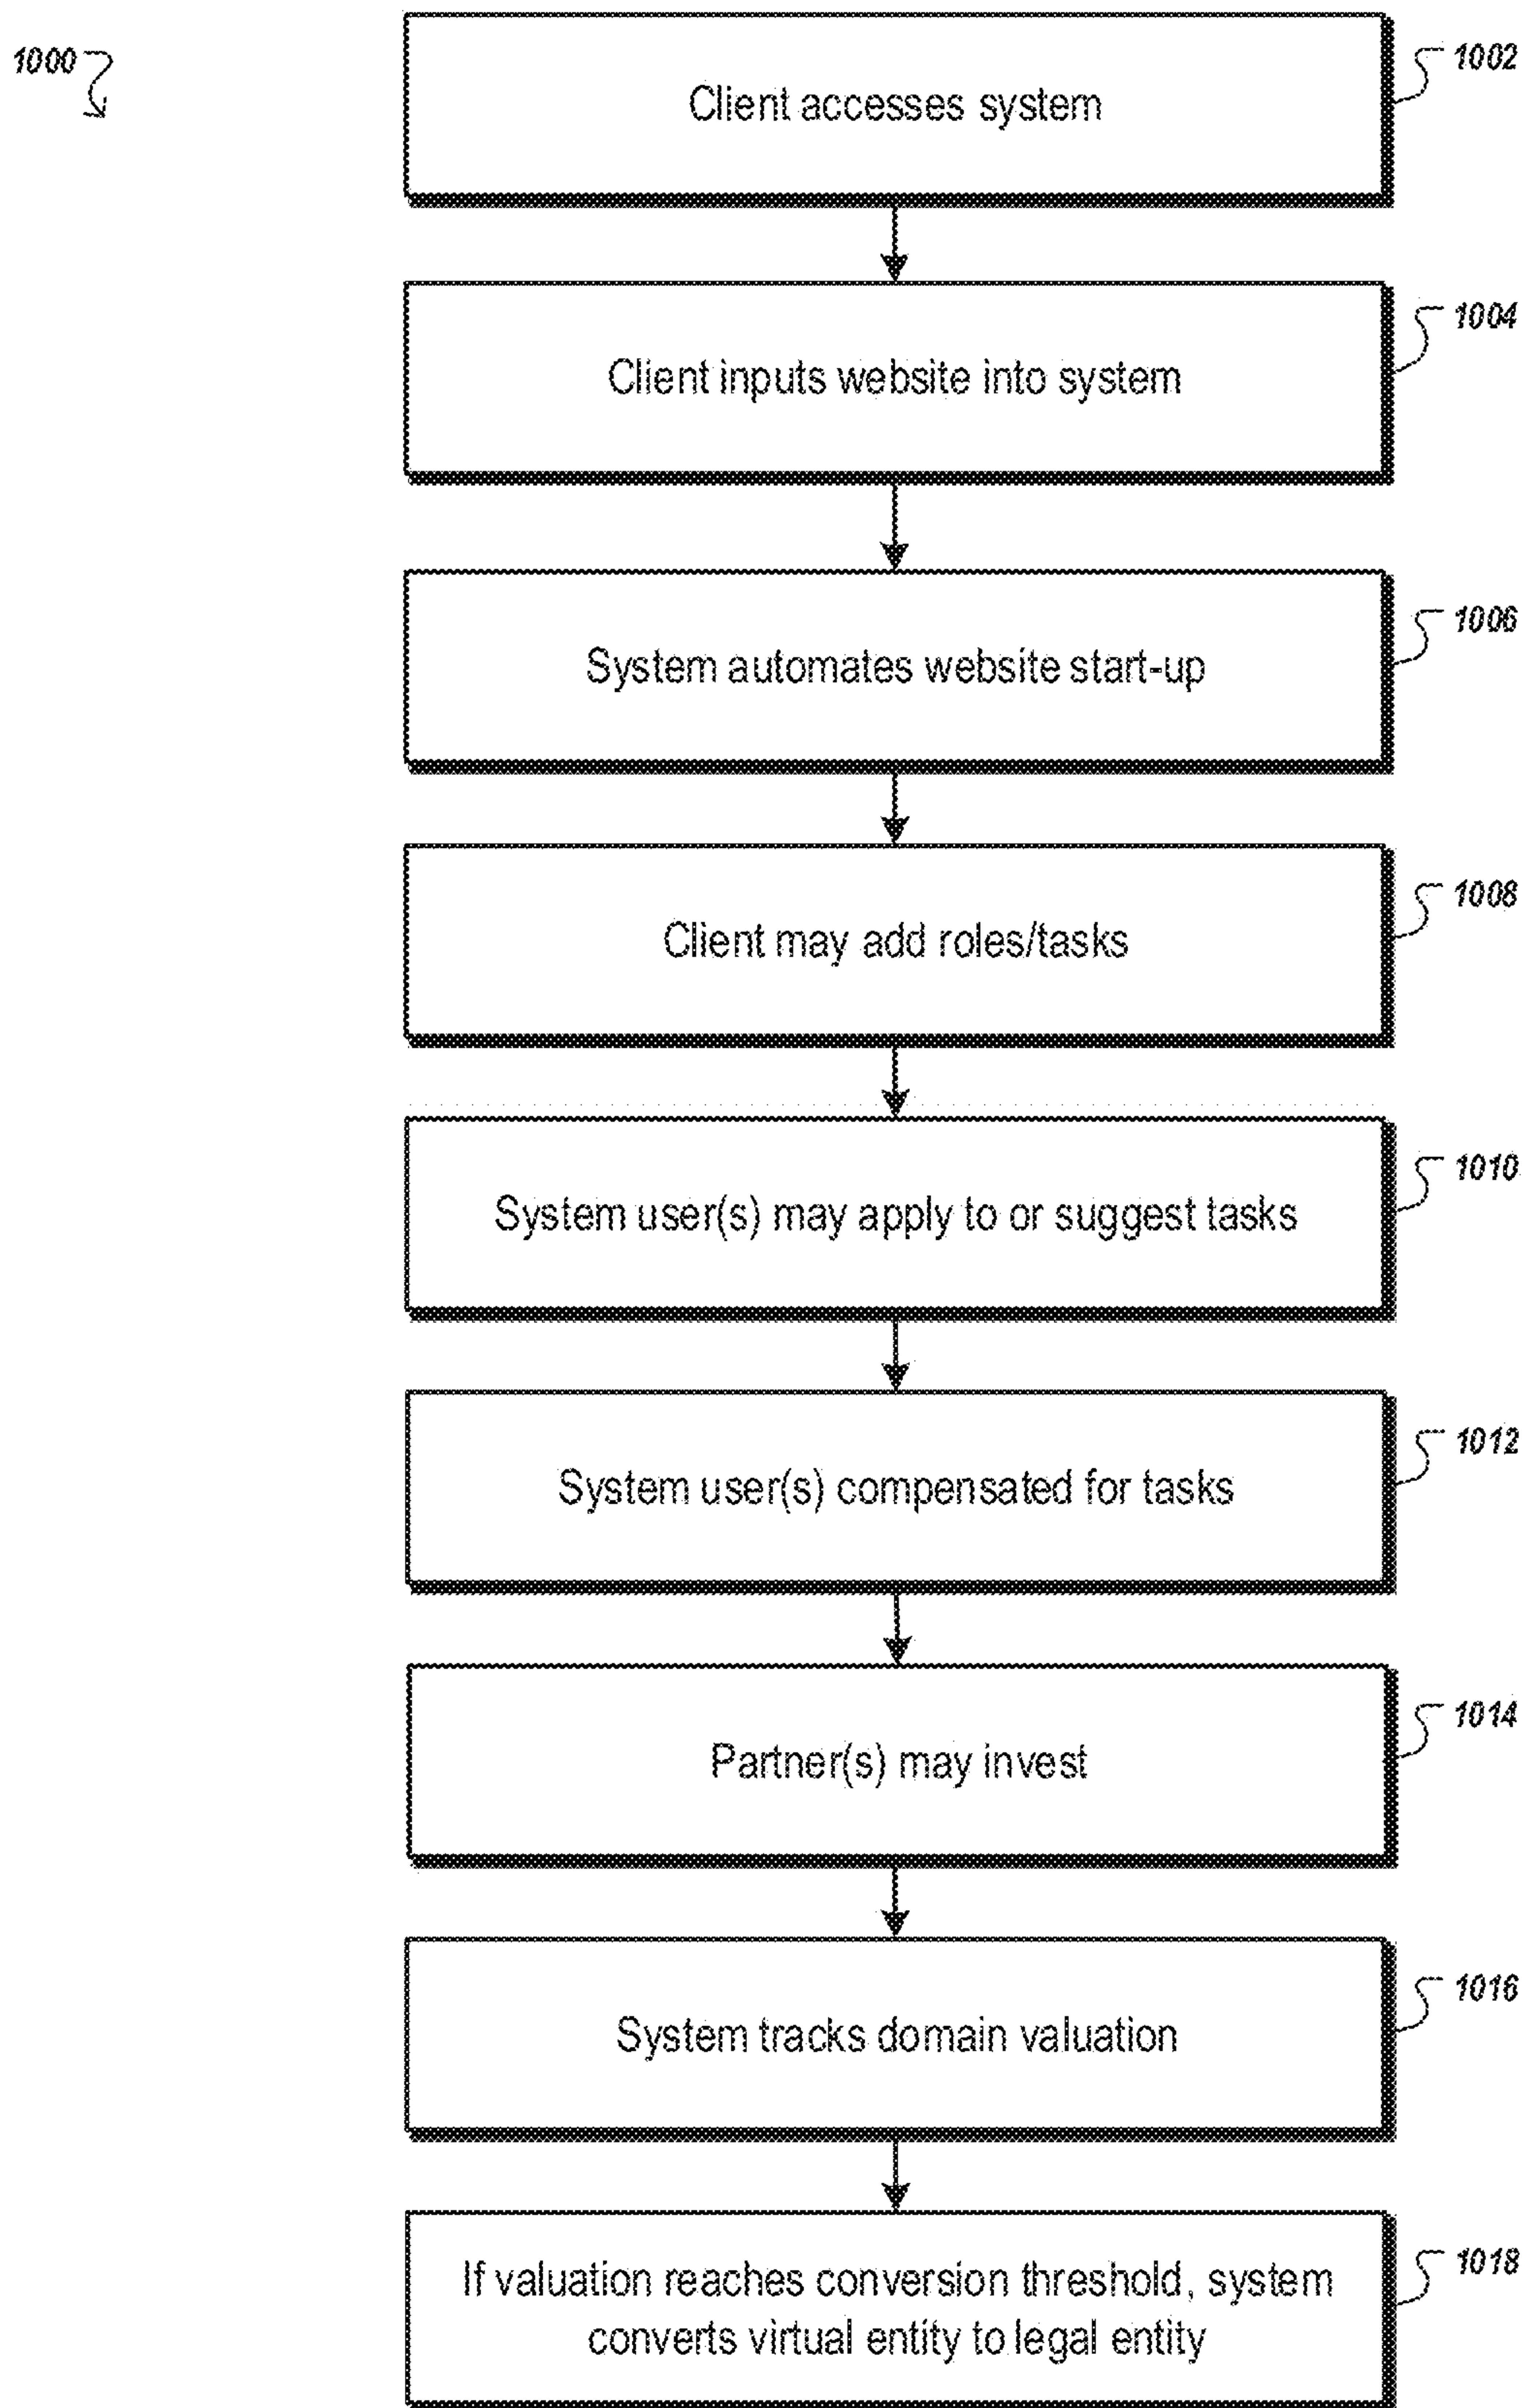 1000
Client accesses system
1002
Client inputs website into system
1004
System automates website start-up
1006
Client may add roles/tasks
1008
System user(s) may apply to or suggest tasks
1010
System user(s) compensated for tasks
1012
Partner(s) may invest
1014
System tracks domain valuation
1016
If valuation reaches conversion threshold, system
converts virtual entity to legal entity
1018